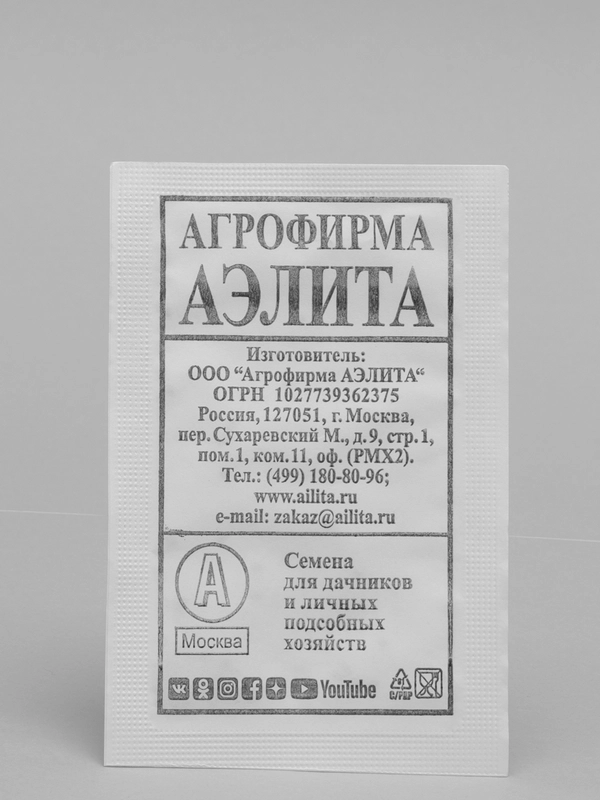 АГРОФИРМА
АЭЛИТА
Изготовитель:
ООО “Агрофирма АЭЛИТА“
ОГРН 1027739362375
Россия, 127051, г. Москва,
пер. Сухаревский М., д. 9, стр. 1,
пом. 1, ком. 11, оф. (РМХ2).
Тел.: (499) 180-80-96;
www.ailita.ru
e-mail: zakaz@ailita.ru
А
Москва
Семена
для дачников
и личных
подсобных
хозяйств
YouTube
C/PAP